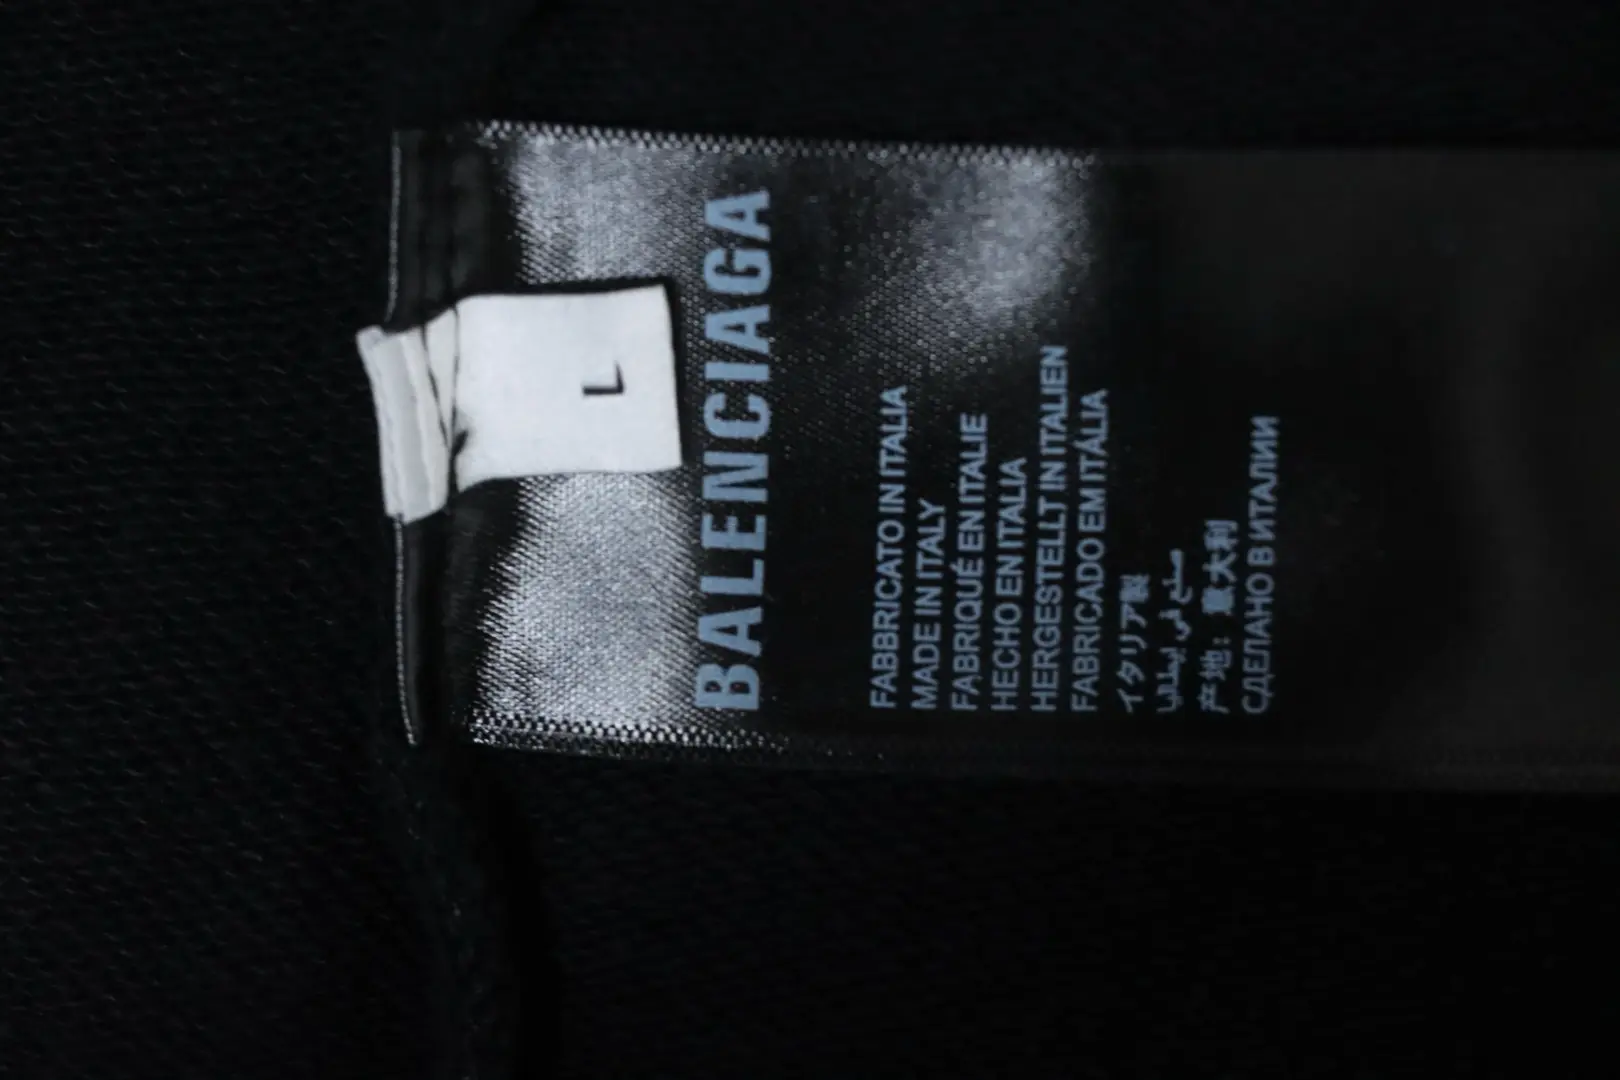 L
BALENCIAGA
FABBRICATO IN ITALIA
MADE IN ITALY
FABRIQUÉ EN ITALIE
HECHO EN ITALIA
HERGESTELLT IN ITALIEN
FABRICADO EM ITÁLIA
イタリア製
صنع في إيطاليا
产地：意大利
СДЕЛАНО В ИТАЛИИ